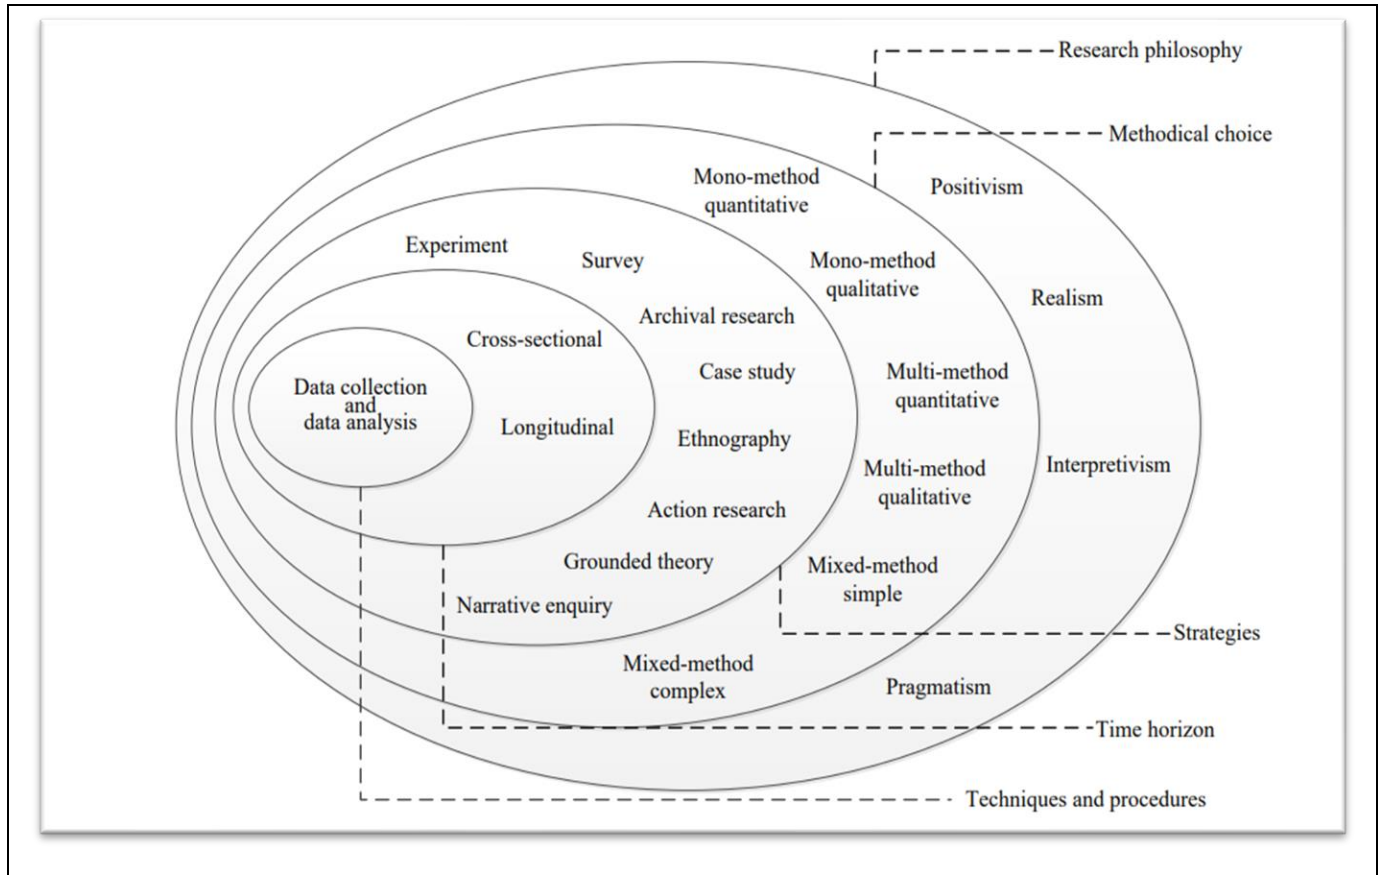 Research philosophy
Methodical choice
Mono-method
quantitative
Positivism
Experiment
Survey
Mono-method
qualitative
Realism
Archival research
Cross-sectional
Case study
Multi-method
quantitative
Data collection
and
data analysis
Longitudinal
Ethnography
Multi-method
qualitative
Interpretivism
Action research
Grounded theory
Mixed-method
simple
Narrative enquiry
Strategies
Mixed-method
complex
Pragmatism
Time horizon
Techniques and procedures